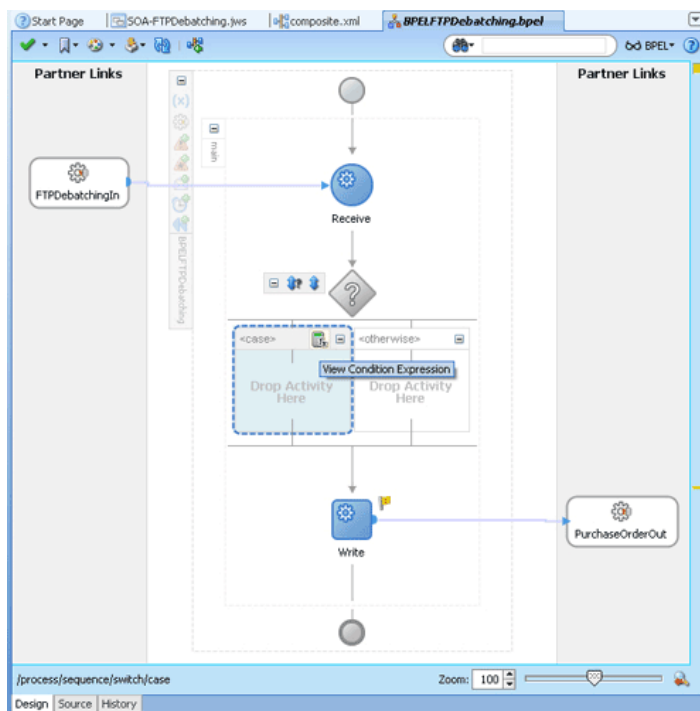 Start Page
SOA-FTPDebatching.jws
composite.xml
BPELFTPDebatching.bpel
BPEL
Partner Links
Partner Links
main
FTPDebatchingIn
BPELFTPDebatching
Receive
<case>
<otherwise>
View Condition Expression
Drop Activity
Here
Drop Activity
Here
Write
PurchaseOrderOut
/process/sequence/switch/case
Zoom: 100
Design Source History